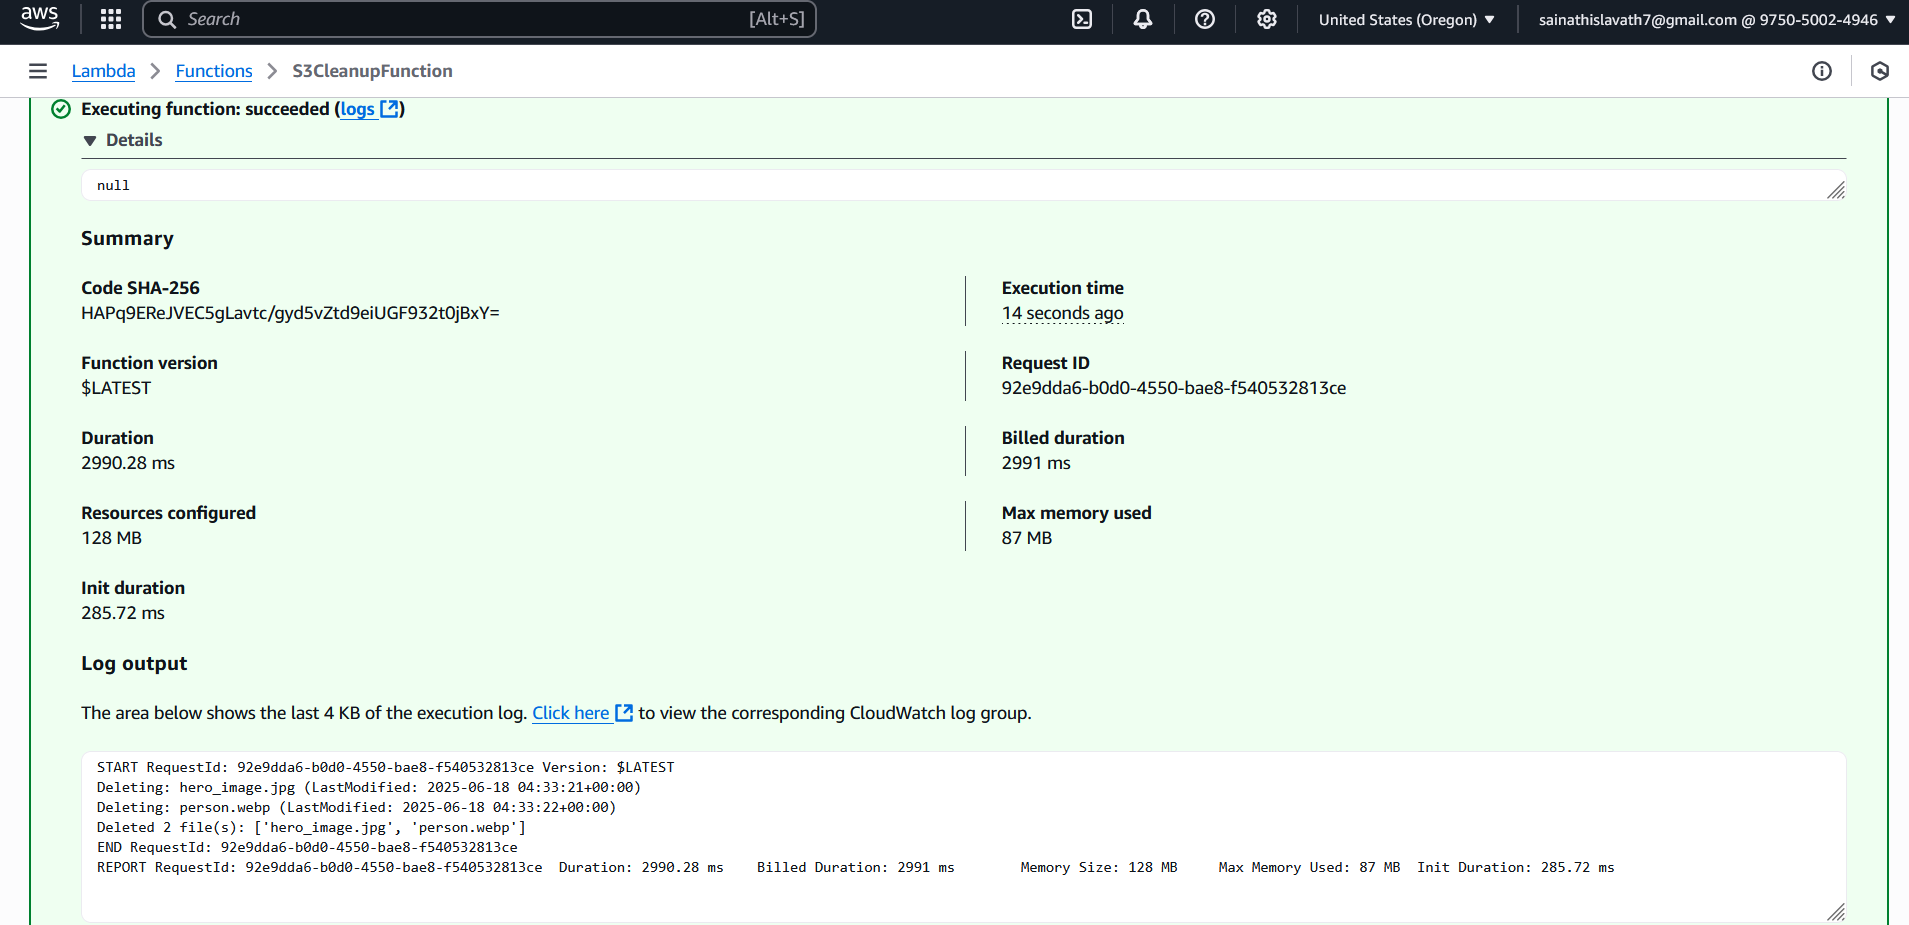 aws
Search [Alt+S]
United States (Oregon)
sainathislavath7@gmail.com @ 9750-5002-4946
Lambda
Functions
S3CleanupFunction
Executing function: succeeded (logs)
Details
null
Summary
Code SHA-256
HAPq9EReJVEC5gLavtc/gyd5vZtd9eiUGF932t0jBxY=
Execution time
14 seconds ago
Function version
$LATEST
Request ID
92e9dda6-b0d0-4550-bae8-f540532813ce
Duration
2990.28 ms
Billed duration
2991 ms
Resources configured
128 MB
Max memory used
87 MB
Init duration
285.72 ms
Log output
The area below shows the last 4 KB of the execution log. Click here to view the corresponding CloudWatch log group.
START RequestId: 92e9dda6-b0d0-4550-bae8-f540532813ce Version: $LATEST
Deleting: hero_image.jpg (LastModified: 2025-06-18 04:33:21+00:00)
Deleting: person.webp (LastModified: 2025-06-18 04:33:22+00:00)
Deleted 2 file(s): ['hero_image.jpg', 'person.webp']
END RequestId: 92e9dda6-b0d0-4550-bae8-f540532813ce
REPORT RequestId: 92e9dda6-b0d0-4550-bae8-f540532813ce Duration: 2990.28 ms Billed Duration: 2991 ms Memory Size: 128 MB Max Memory Used: 87 MB Init Duration: 285.72 ms